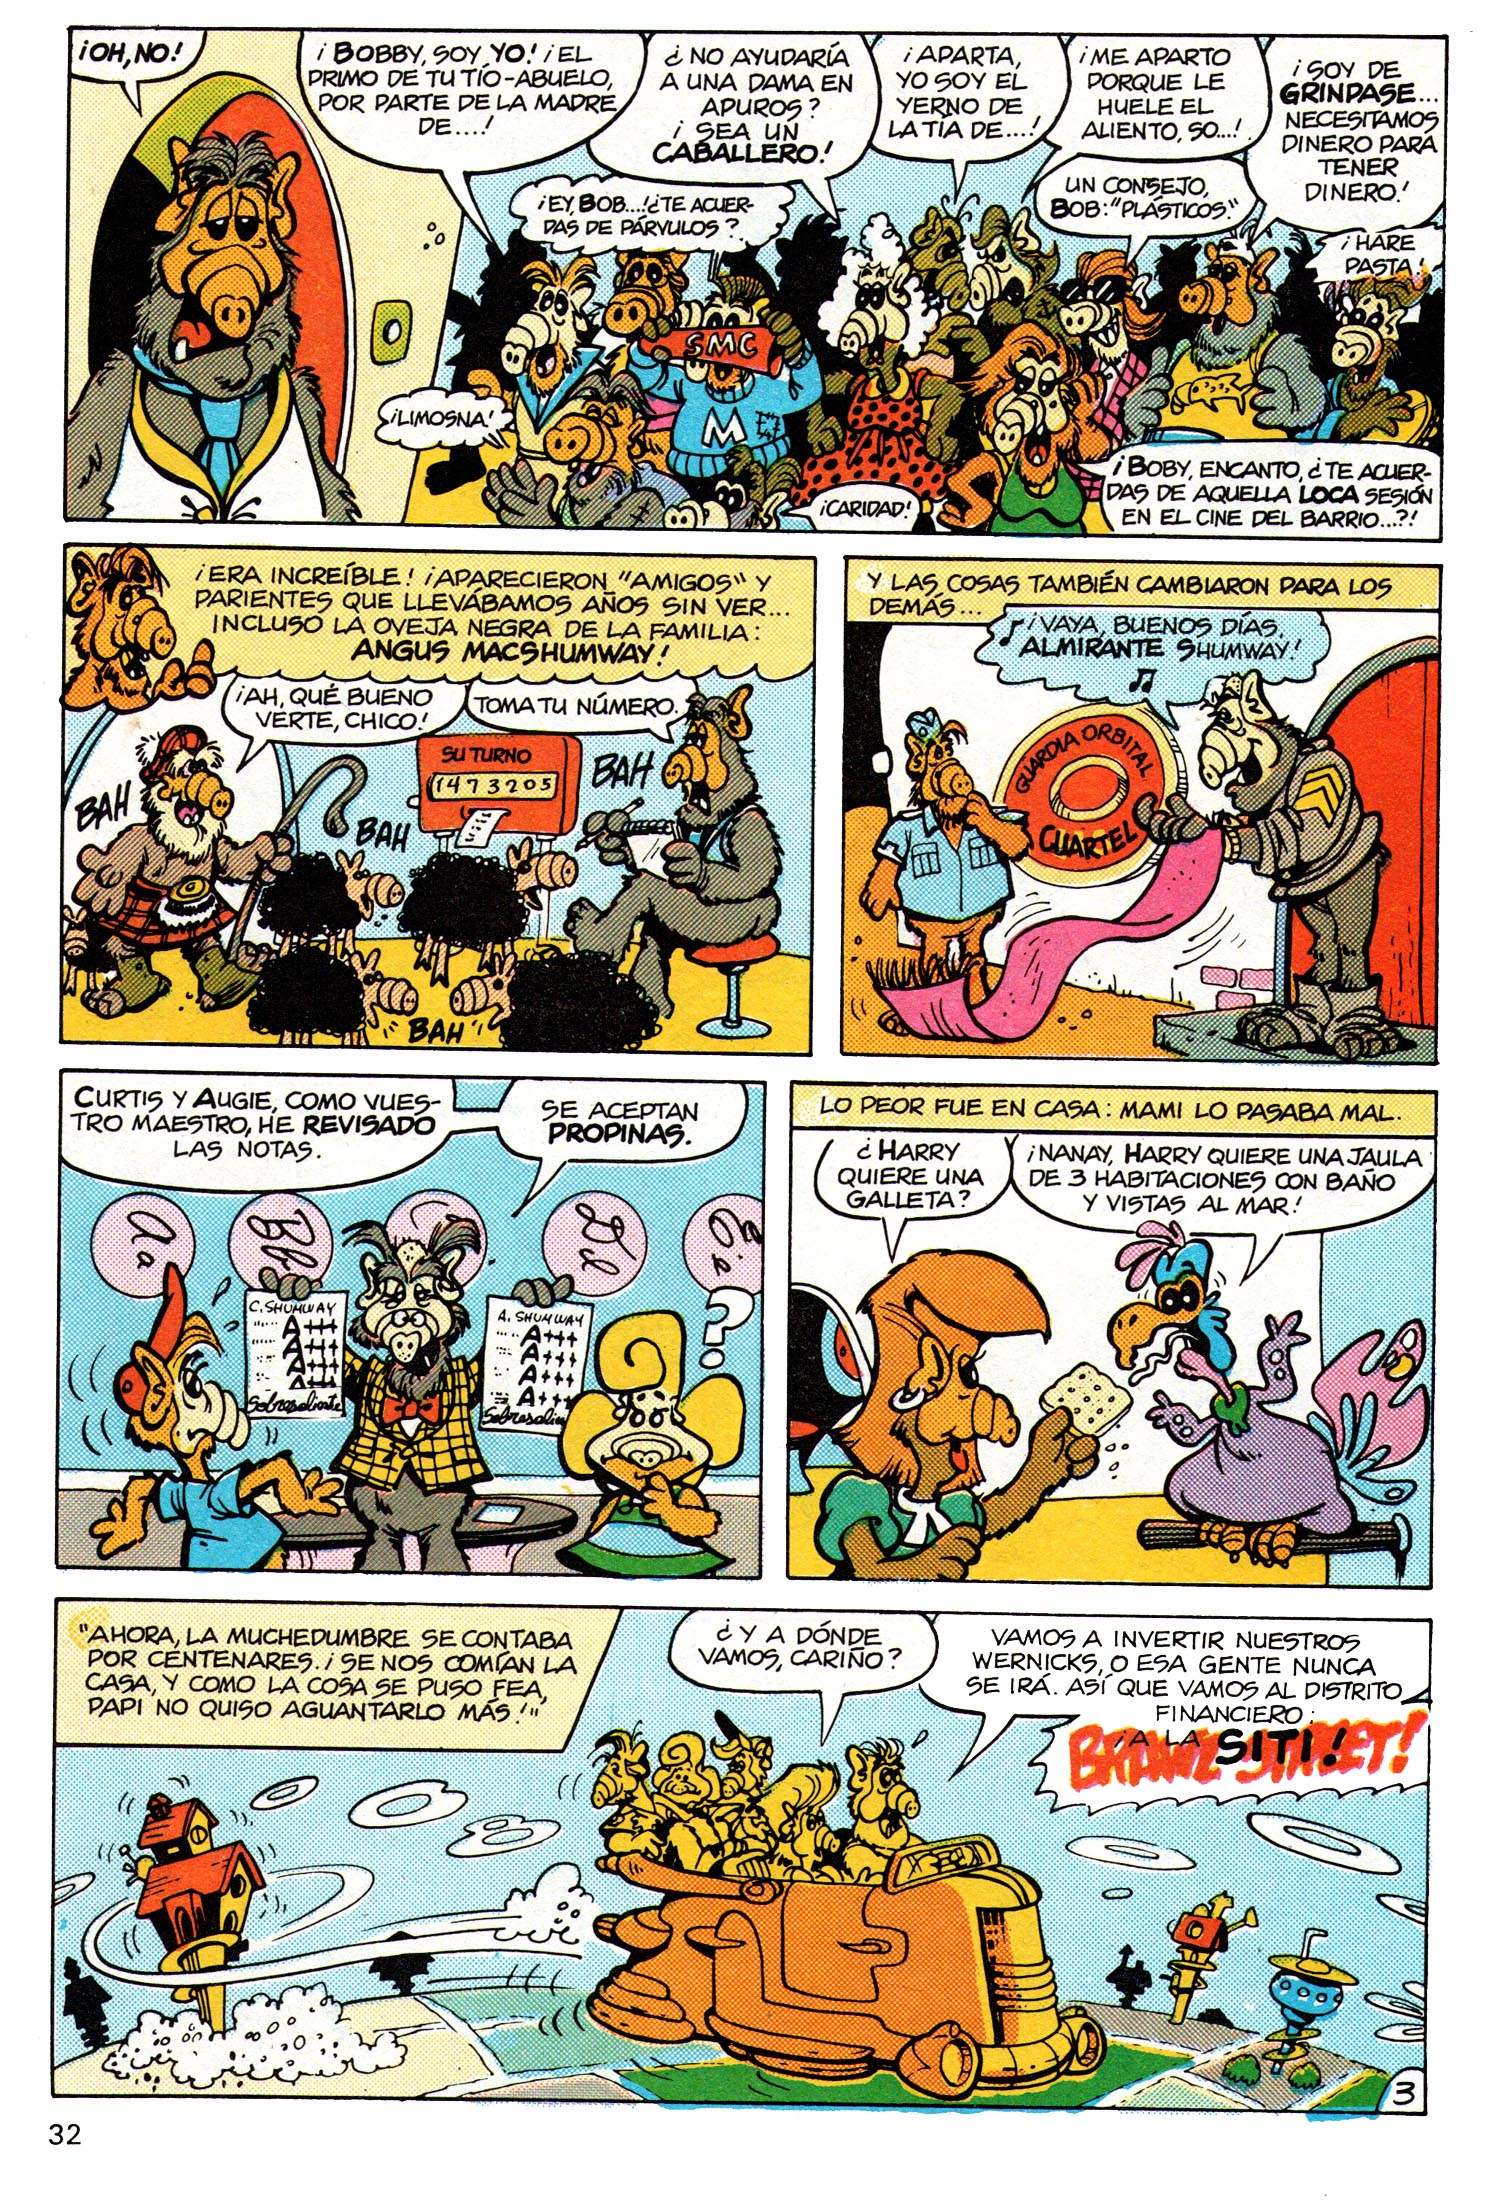 ¡OH, NO!
¡BOBBY, SOY YO! ¡EL
PRIMO DE TU TÍO-ABUELO,
POR PARTE DE LA MADRE
DE...!
¿NO AYUDARÍA
A UNA DAMA EN
APUROS?
¡SEA UN
CABALLERO!
¡APARTA,
YO SOY EL
YERNO DE
LA TÍA DE...!
¡ME APARTO
PORQUE LE
HUELE EL
ALIENTO, SO...!
¡SOY DE
GRINDASE...
NECESITAMOS
DINERO PARA
TENER
DINERO!
¡EY, BOB...! ¿TE ACUER-
DAS DE PÁRVULOS?
UN CONSEJO,
BOB: "PLÁSTICOS."
¡HARE
PASTA!
SMC
M
¡LIMOSNA!
¡CARIDAD!
¡BOBY, ENCANTO, ¿TE ACUER-
DAS DE AQUELLA LOCA SESIÓN
EN EL CINE DEL BARRIO...?!
¡ERA INCREÍBLE! ¡APARECIERON "AMIGOS" Y
PARIENTES QUE LLEVÁBAMOS AÑOS SIN VER...
INCLUSO LA OVEJA NEGRA DE LA FAMILIA:
ANGUS MACSHUMWAY!
¡AH, QUÉ BUENO
VERTE, CHICO!
TOMA TU NÚMERO.
SU TURNO
1473205
BAH
BAH
BAH
BAH
Y LAS COSAS TAMBIÉN CAMBIARON PARA LOS
DEMÁS...
¡VAYA, BUENOS DÍAS,
ALMIRANTE SHUMWAY!
GUARDIA ORBITAL
CUARTEL
CURTIS Y AUGIE, COMO VUES-
TRO MAESTRO, HE REVISADO
LAS NOTAS.
SE ACEPTAN
PROPINAS.
Aa
Bb
Dd
Ee
C. SHUMWAY
A+++
A+++
A+++
A+++
Sobresaliente
A. SHUMWAY
A+++
A+++
A+++
A+++
?
LO PEOR FUE EN CASA: MAMI LO PASABA MAL.
¿HARRY
QUIERE UNA
GALLETA?
¡NANAY, HARRY QUIERE UNA JAULA
DE 3 HABITACIONES CON BAÑO
Y VISTAS AL MAR!
"AHORA, LA MUCHEDUMBRE SE CONTABA
POR CENTENARES. ¡SE NOS COMÍAN LA
CASA, Y COMO LA COSA SE PUSO FEA,
PAPI NO QUISO AGUANTARLO MÁS!"
¿Y A DÓNDE
VAMOS, CARIÑO?
VAMOS A INVERTIR NUESTROS
WERNICKS, O ESA GENTE NUNCA
SE IRÁ. ASÍ QUE VAMOS AL DISTRITO
FINANCIERO:
¡A LA SITI!
3
32